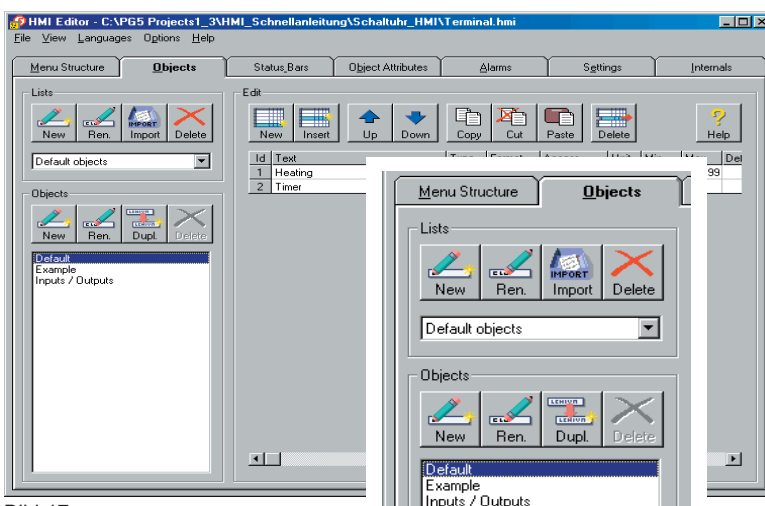 HMI Editor - C:\PG5 Projects1_3\HMI_Schnellanleitung\Schaltuhr_HMI\Terminal.hmi
File View Languages Options Help
Menu Structure Objects Status Bars Object Attributes Alarms Settings Internals
Lists
New Ren. Import Delete
Default objects
Objects
New Ren. Dupl. Delete
Default
Example
Inputs / Outputs
Edit
New Insert Up Down Copy Cut Paste Delete Help
Id Text
1 Heating 99
2 Timer
Menu Structure Objects
Lists
New Ren. Import Delete
Default objects
Objects
New Ren. Dupl. Delete
Default
Example
Inputs / Outputs